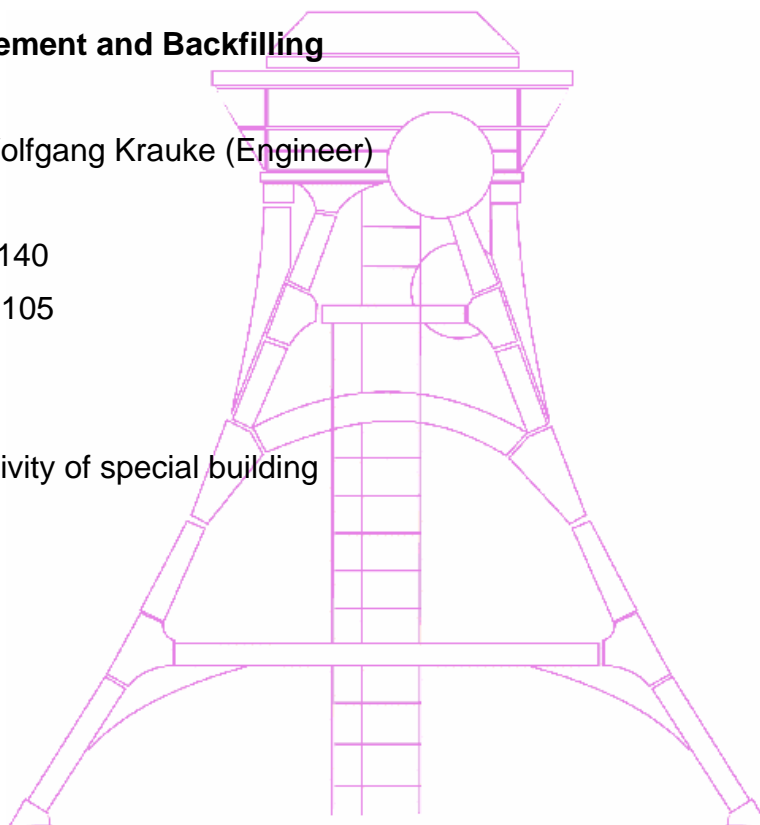 ement and Backfilling
olfgang Krauke (Engineer)
140
105
ivity of special building